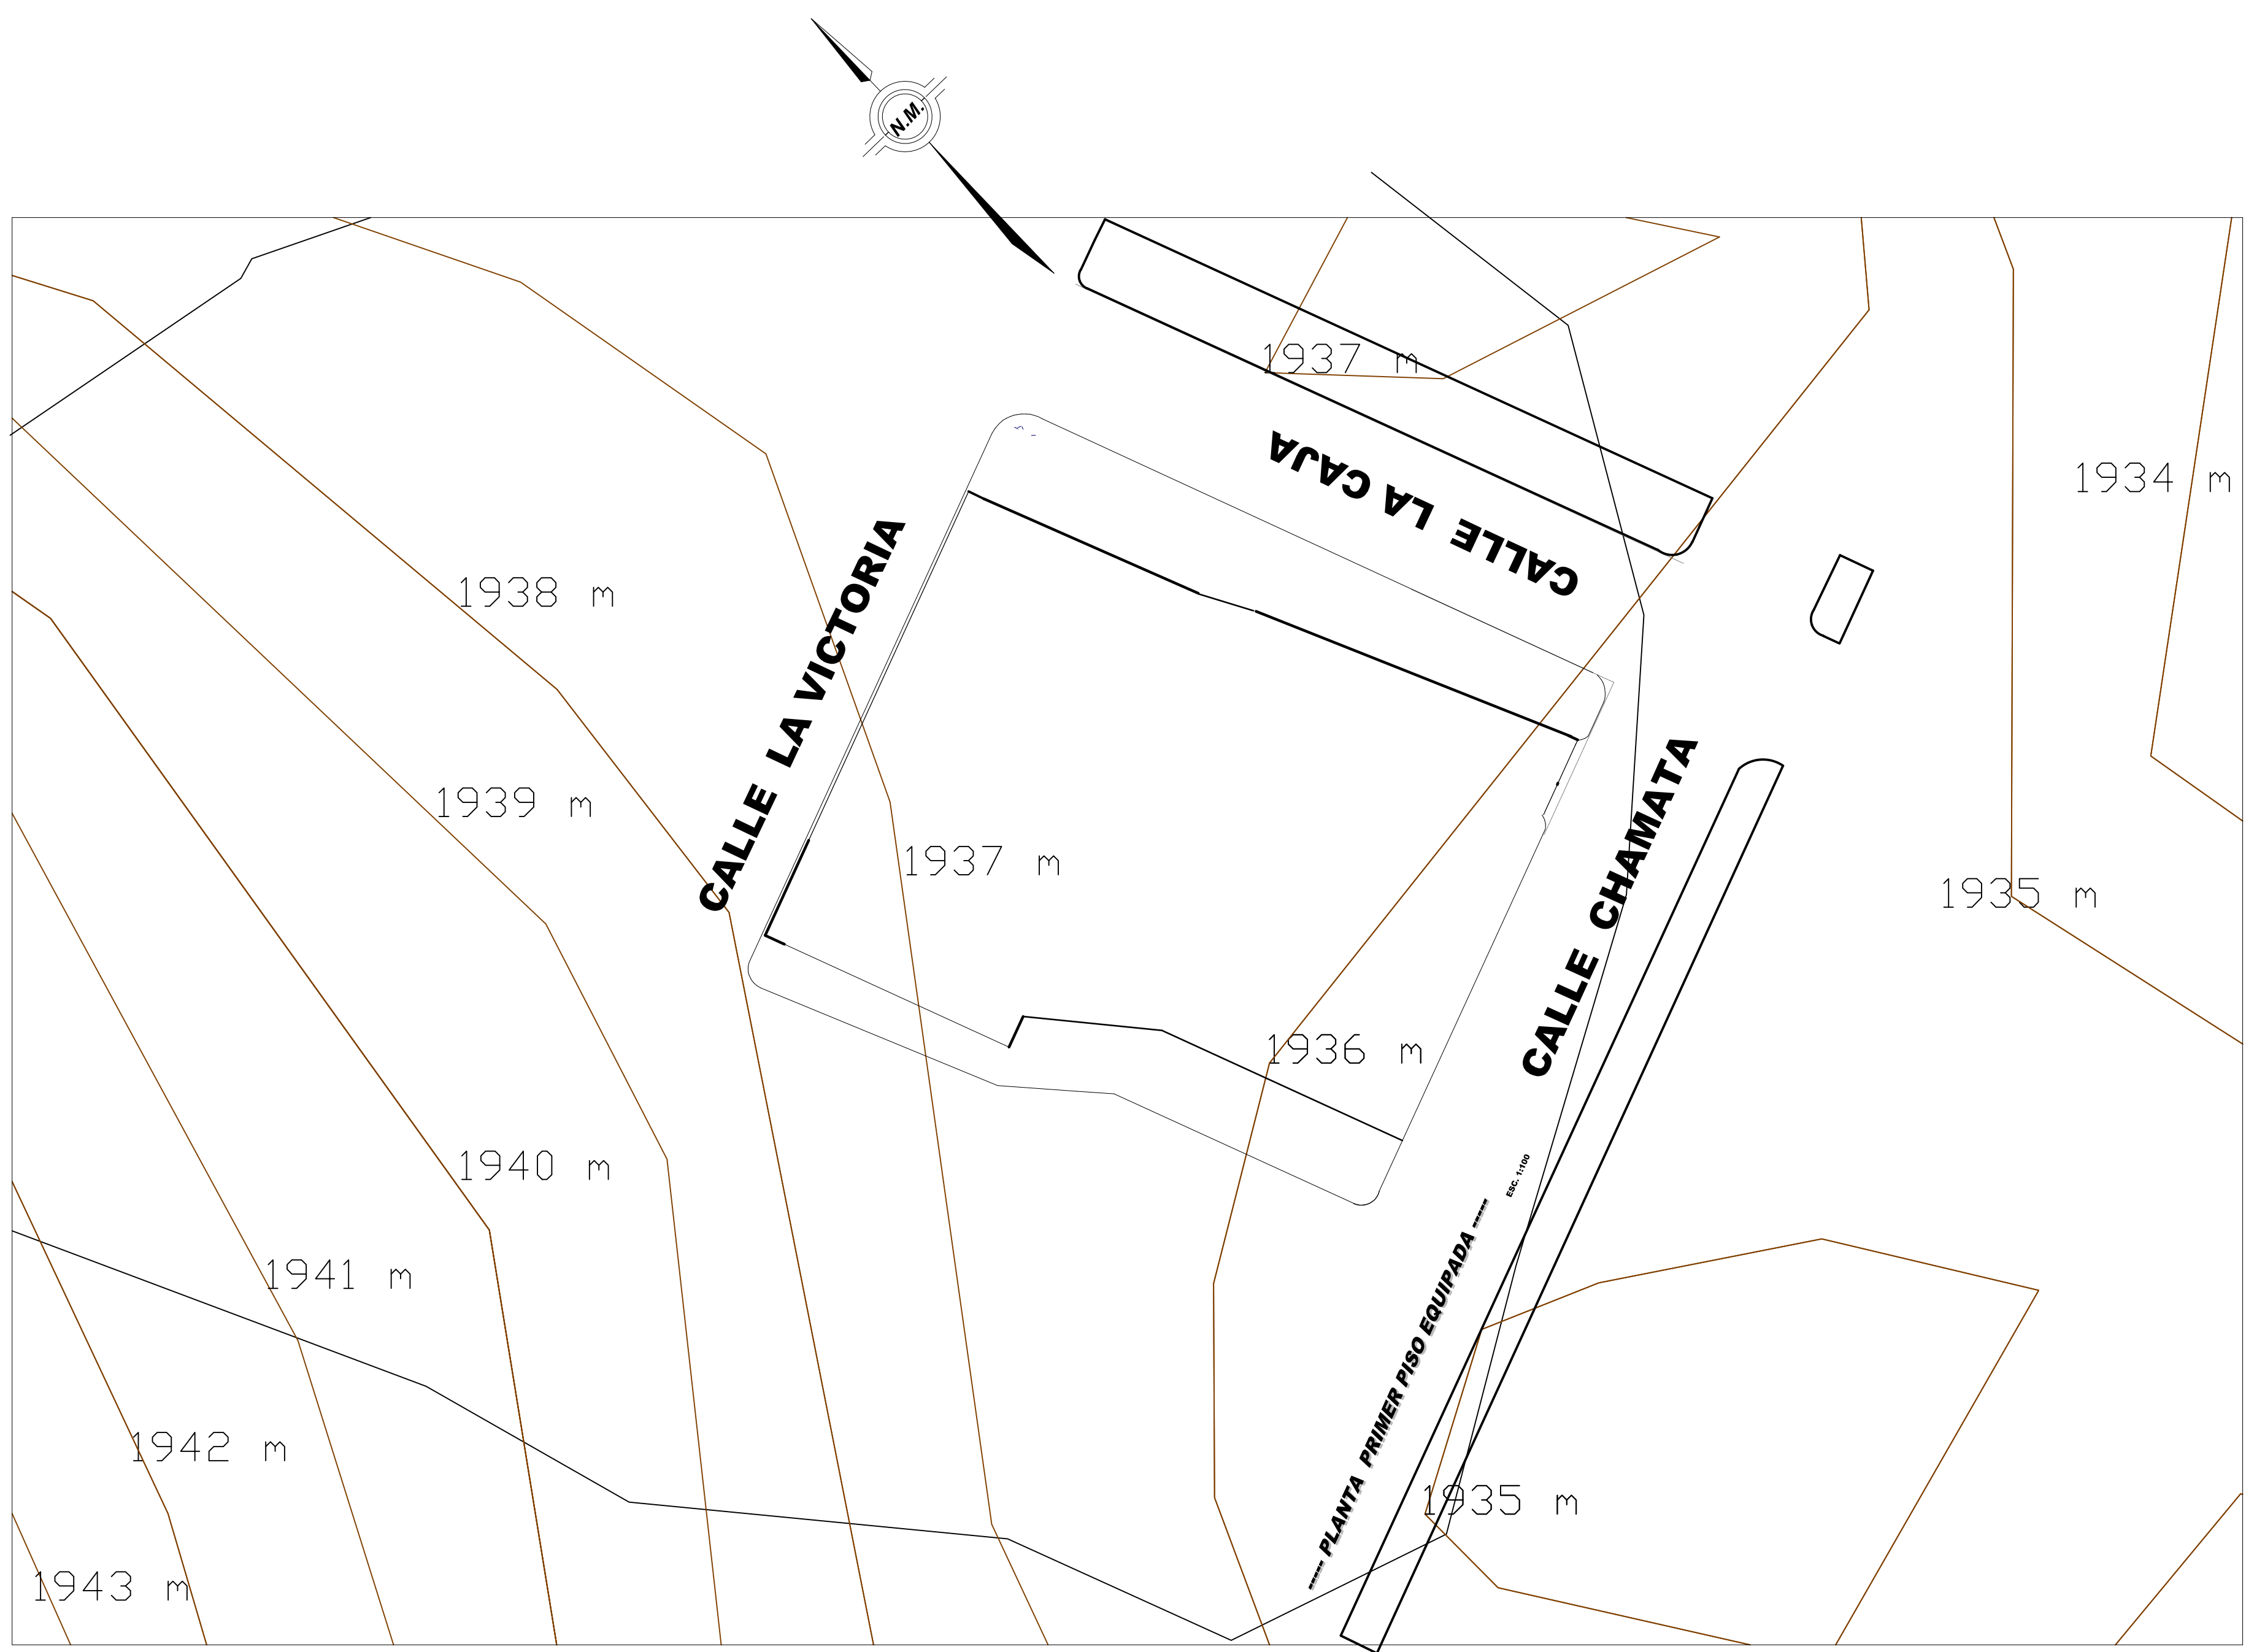 N.M.
1937 m
CALLE LA CAJA
1934 m
1938 m
CALLE LA VICTORIA
1939 m
1937 m
CALLE CHAMATA
1935 m
1936 m
1940 m
ESC. 1:100
1941 m
----- PLANTA PRIMER PISO EQUIPADA -----
1942 m
1935 m
1943 m